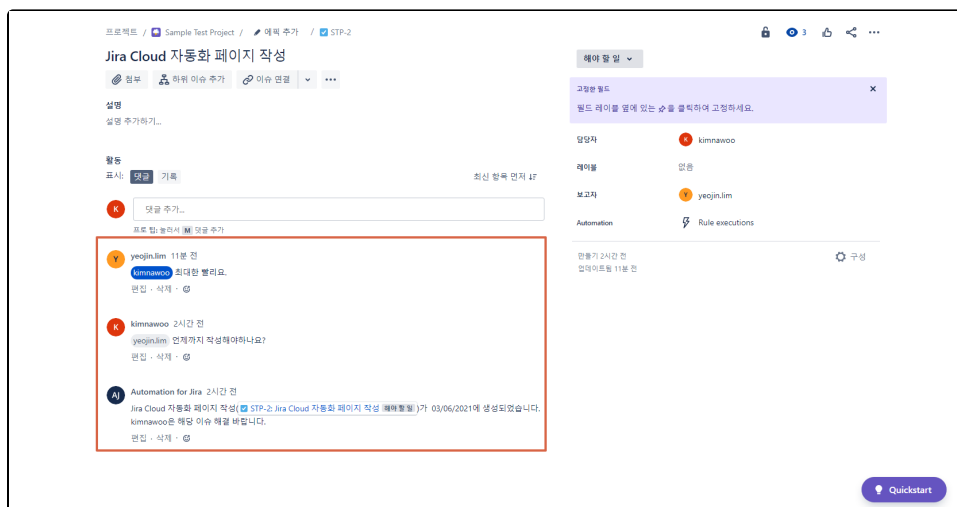 프로젝트 / Sample Test Project / 에픽 추가 / STP-2
3
Jira Cloud 자동화 페이지 작성
첨부 하위 이슈 추가 이슈 연결
설명
설명 추가하기...
활동
표시: 댓글 기록 최신 항목 먼저
K 댓글 추가...
프로 팁: 눌러서 M 댓글 추가
Y yeojin.lim 11분 전
kimnawoo 최대한 빨리요.
편집 · 삭제 ·
K kimnawoo 2시간 전
yeojin.lim 언제까지 작성해야하나요?
편집 · 삭제 ·
AJ Automation for Jira 2시간 전
Jira Cloud 자동화 페이지 작성( STP-2: Jira Cloud 자동화 페이지 작성 해야 할 일 )가 03/06/2021에 생성되었습니다.
kimnawoo은 해당 이슈 해결 바랍니다.
편집 · 삭제 ·
해야 할 일
고정한 필드
필드 레이블 옆에 있는 를 클릭하여 고정하세요.
담당자 K kimnawoo
레이블 없음
보고자 Y yeojin.lim
Automation Rule executions
만들기 2시간 전 구성
업데이트됨 11분 전
Quickstart